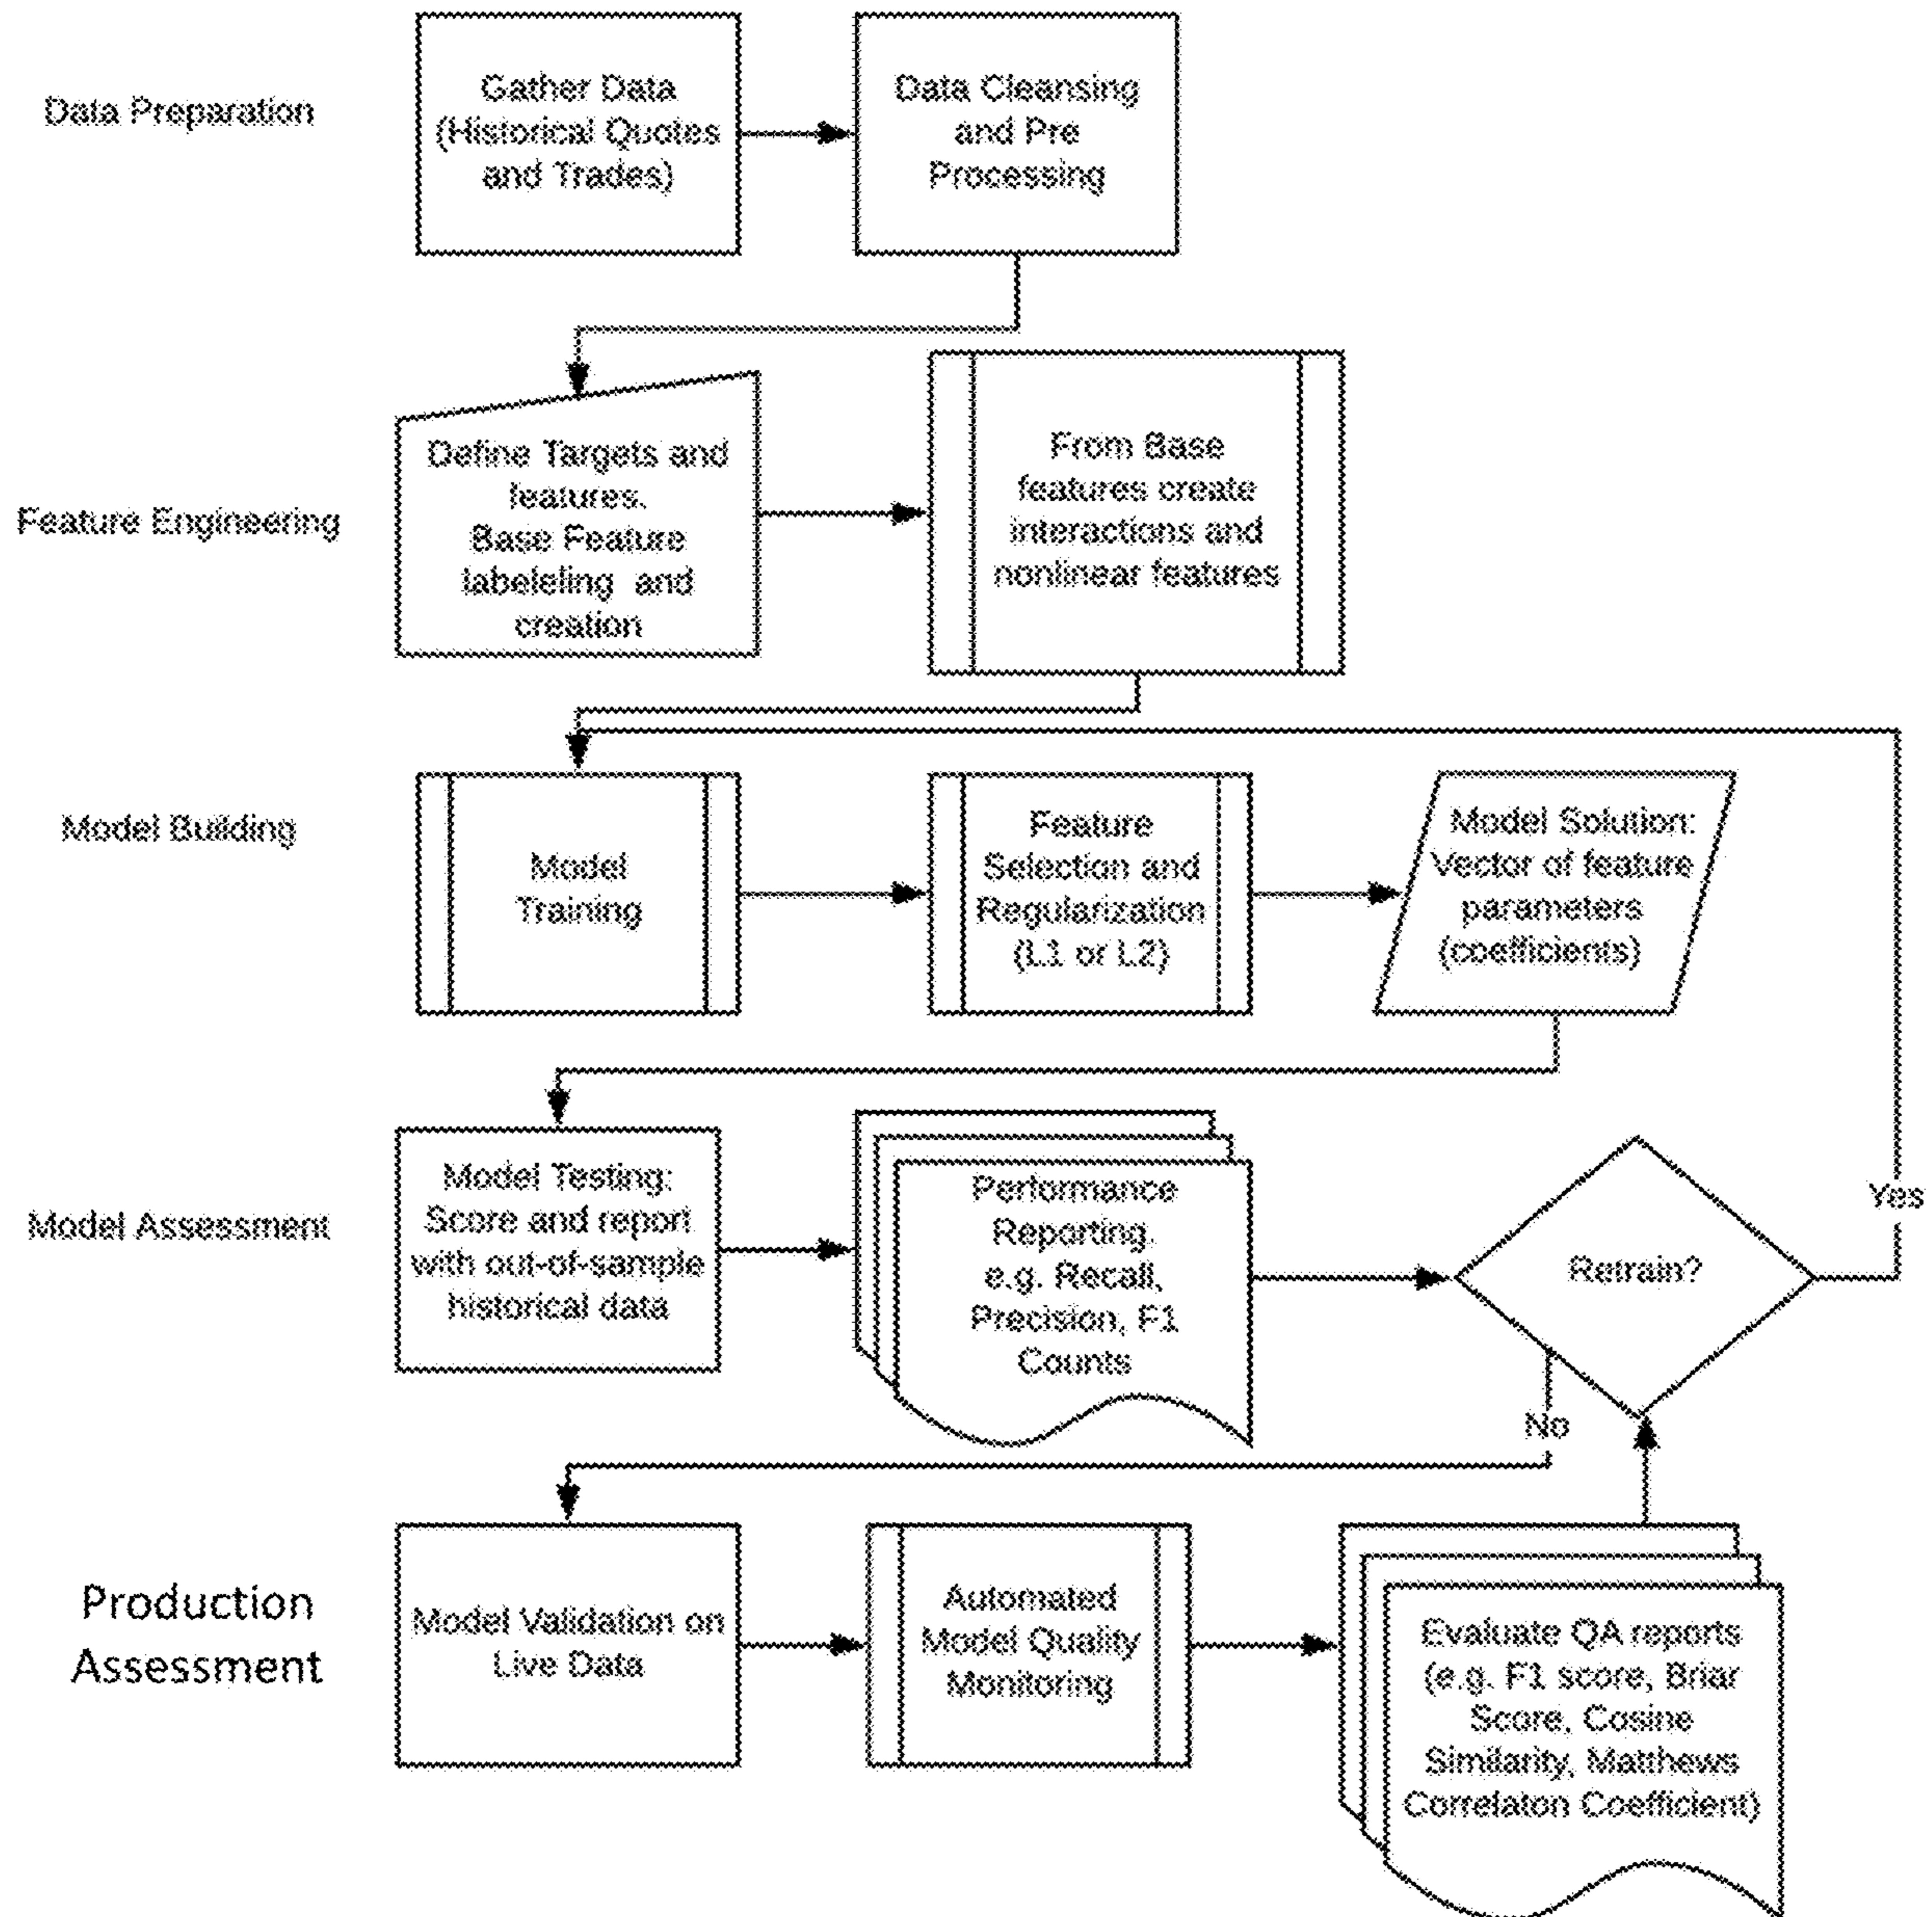 Data Preparation
Gather Data
(Historical Quotes
and Trades)
Data Cleansing
and Pre
Processing
Feature Engineering
Define Targets and
features.
Base Feature
labeleling and
creation
From Base
features create
interactions and
nonlinear features
Model Building
Model
Training
Feature
Selection and
Regularization
(L1 or L2)
Model Solution:
Vector of feature
parameters
(coefficients)
Model Assessment
Model Testing:
Score and report
with out-of-sample
historical data
Performance
Reporting.
e.g. Recall,
Precision, F1
Counts
Retrain?
Yes
No
Production
Assessment
Model Validation on
Live Data
Automated
Model Quality
Monitoring
Evaluate QA reports
(e.g. F1 score, Briar
Score, Cosine
Similarity, Matthews
Correlaton Coefficient)